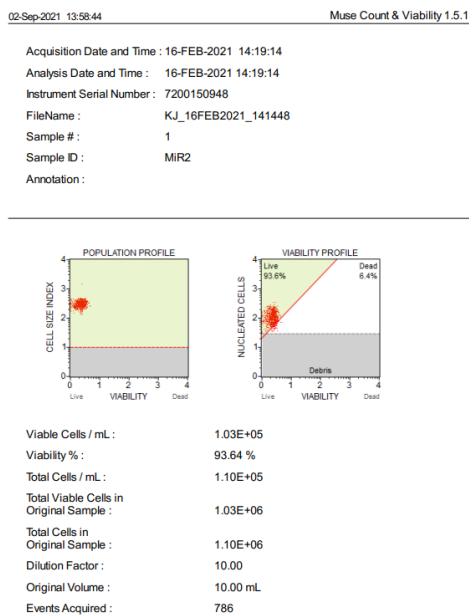 02-Sep-2021 13:58:44 Muse Count & Viability 1.5.1
Acquisition Date and Time : 16-FEB-2021 14:19:14
Analysis Date and Time : 16-FEB-2021 14:19:14
Instrument Serial Number : 7200150948
FileName : KJ_16FEB2021_141448
Sample # : 1
Sample ID : MiR2
Annotation :
POPULATION PROFILE
4
3
2
1
0
CELL SIZE INDEX
0 1 2 3 4
Live VIABILITY Dead
VIABILITY PROFILE
Live Dead
93.6% 6.4%
4
3
2
1
0
NUCLEATED CELLS
Debris
0 1 2 3 4
Live VIABILITY Dead
Viable Cells / mL : 1.03E+05
Viability % : 93.64 %
Total Cells / mL : 1.10E+05
Total Viable Cells in
Original Sample : 1.03E+06
Total Cells in
Original Sample : 1.10E+06
Dilution Factor : 10.00
Original Volume : 10.00 mL
Events Acquired : 786